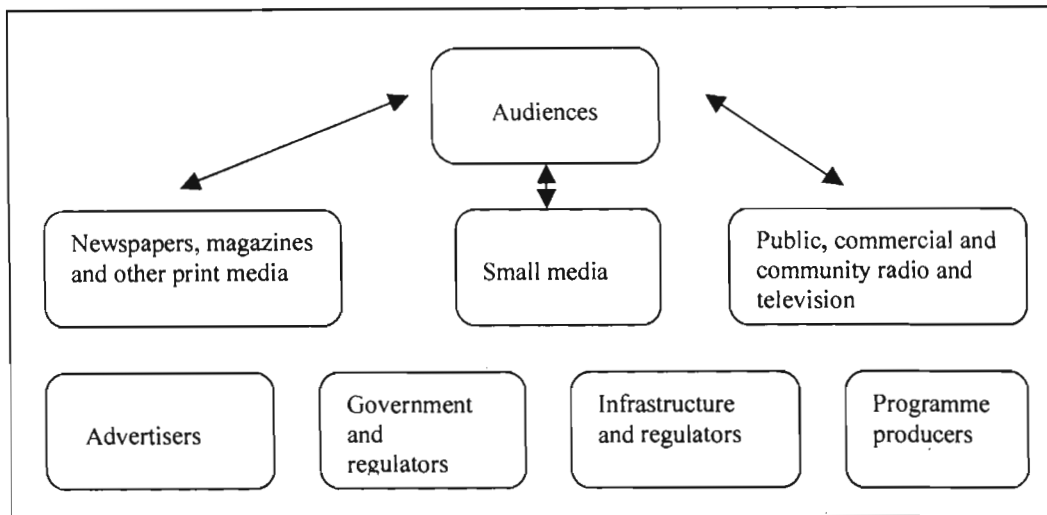 Audiences
Newspapers, magazines
and other print media
Small media
Public, commercial and
community radio and
television
Advertisers
Government
and
regulators
Infrastructure
and regulators
Programme
producers